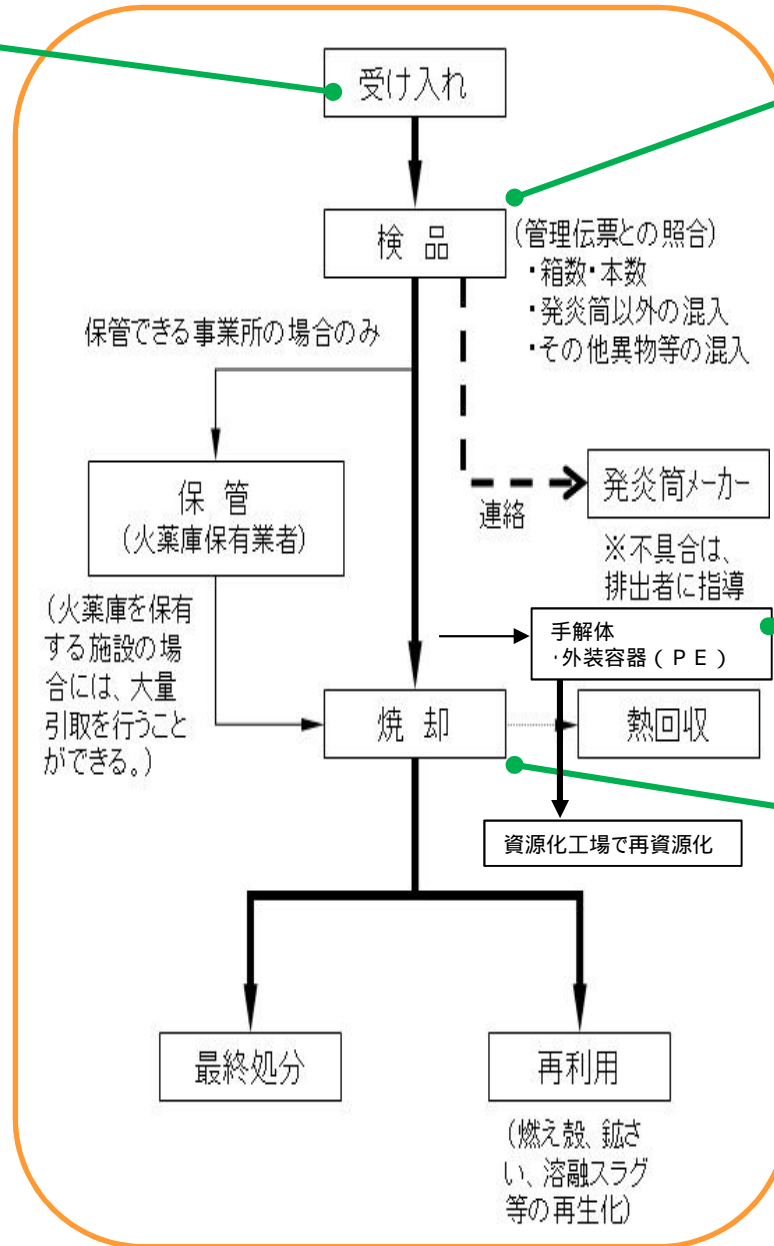 受け入れ
検 品
(管理伝票との照合)
・箱数・本数
・発炎筒以外の混入
・その他異物等の混入
保管できる事業所の場合のみ
保 管
(火薬庫保有業者)
(火薬庫を保有
する施設の場
合には、大量
引取を行うこと
ができる。)
連絡
発炎筒メーカー
※不具合は、
排出者に指導
手解体
・外装容器(PE)
焼 却
熱回収
資源化工場で再資源化
最終処分
再利用
(燃え殻、鉱さ
い、溶融スラグ
等の再生化)